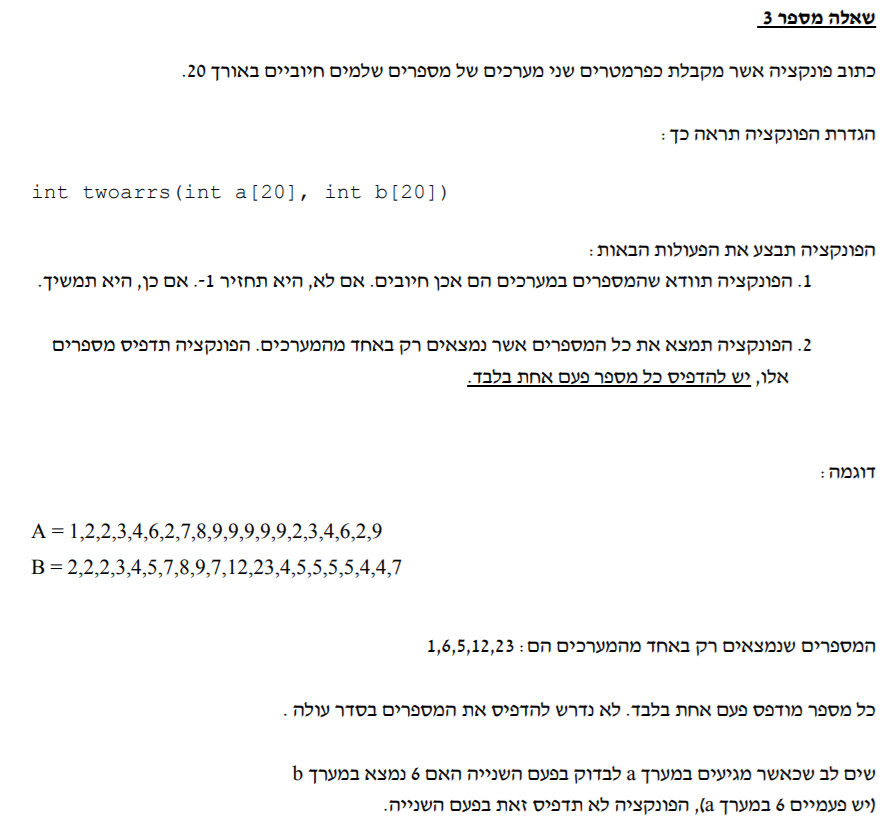 שאלה מספר 3
כתוב פונקציה אשר מקבלת כפרמטרים שני מערכים של מספרים שלמים חיוביים באורך 20.
הגדרת הפונקציה תראה כך:
int twoarrs(int a[20], int b[20])
הפונקציה תבצע את הפעולות הבאות:
1. הפונקציה תוודא שהמספרים במערכים הם אכן חיובים. אם לא, היא תחזיר 1-. אם כן, היא תמשיך.
2. הפונקציה תמצא את כל המספרים אשר נמצאים רק באחד מהמערכים. הפונקציה תדפיס מספרים
אלו, יש להדפיס כל מספר פעם אחת בלבד.
דוגמה:
A = 1,2,2,3,4,6,2,7,8,9,9,9,9,9,2,3,4,6,2,9
B = 2,2,2,3,4,5,7,8,9,7,12,23,4,5,5,5,5,4,4,7
המספרים שנמצאים רק באחד מהמערכים הם: 1,6,5,12,23
כל מספר מודפס פעם אחת בלבד. לא נדרש להדפיס את המספרים בסדר עולה.
שים לב שכאשר מגיעים במערך a לבדוק בפעם השנייה האם 6 נמצא במערך b
(יש פעמיים 6 במערך a), הפונקציה לא תדפיס זאת בפעם השנייה.